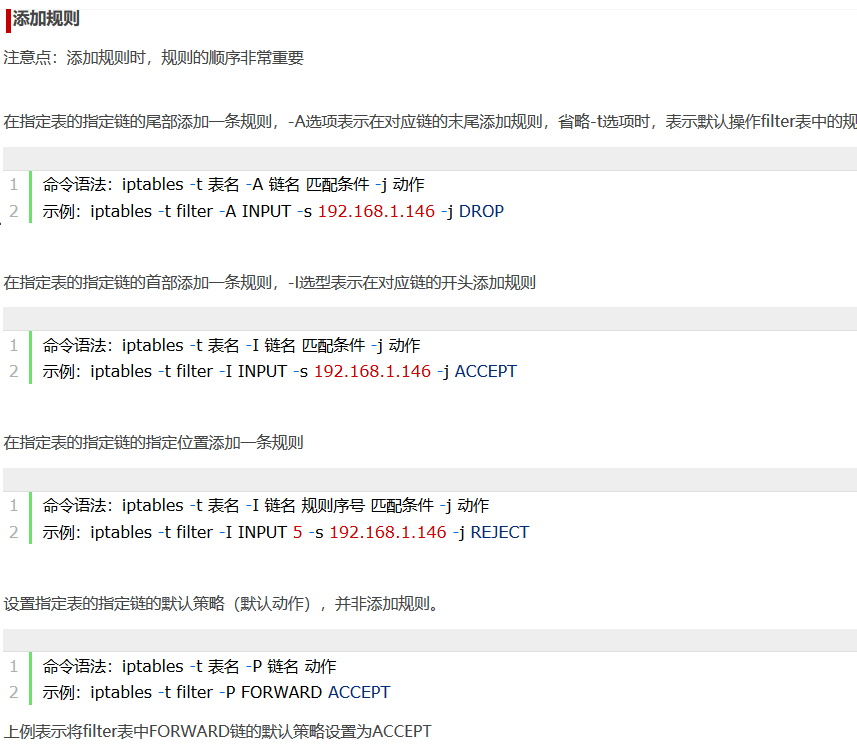 添加规则
注意点：添加规则时，规则的顺序非常重要
在指定表的指定链的尾部添加一条规则，-A选项表示在对应链的末尾添加规则，省略-t选项时，表示默认操作filter表中的规
1 命令语法：iptables -t 表名 -A 链名 匹配条件 -j 动作
2 示例：iptables -t filter -A INPUT -s 192.168.1.146 -j DROP
在指定表的指定链的首部添加一条规则，-I选型表示在对应链的开头添加规则
1 命令语法：iptables -t 表名 -I 链名 匹配条件 -j 动作
2 示例：iptables -t filter -I INPUT -s 192.168.1.146 -j ACCEPT
在指定表的指定链的指定位置添加一条规则
1 命令语法：iptables -t 表名 -I 链名 规则序号 匹配条件 -j 动作
2 示例：iptables -t filter -I INPUT 5 -s 192.168.1.146 -j REJECT
设置指定表的指定链的默认策略（默认动作），并非添加规则。
1 命令语法：iptables -t 表名 -P 链名 动作
2 示例：iptables -t filter -P FORWARD ACCEPT
上例表示将filter表中FORWARD链的默认策略设置为ACCEPT